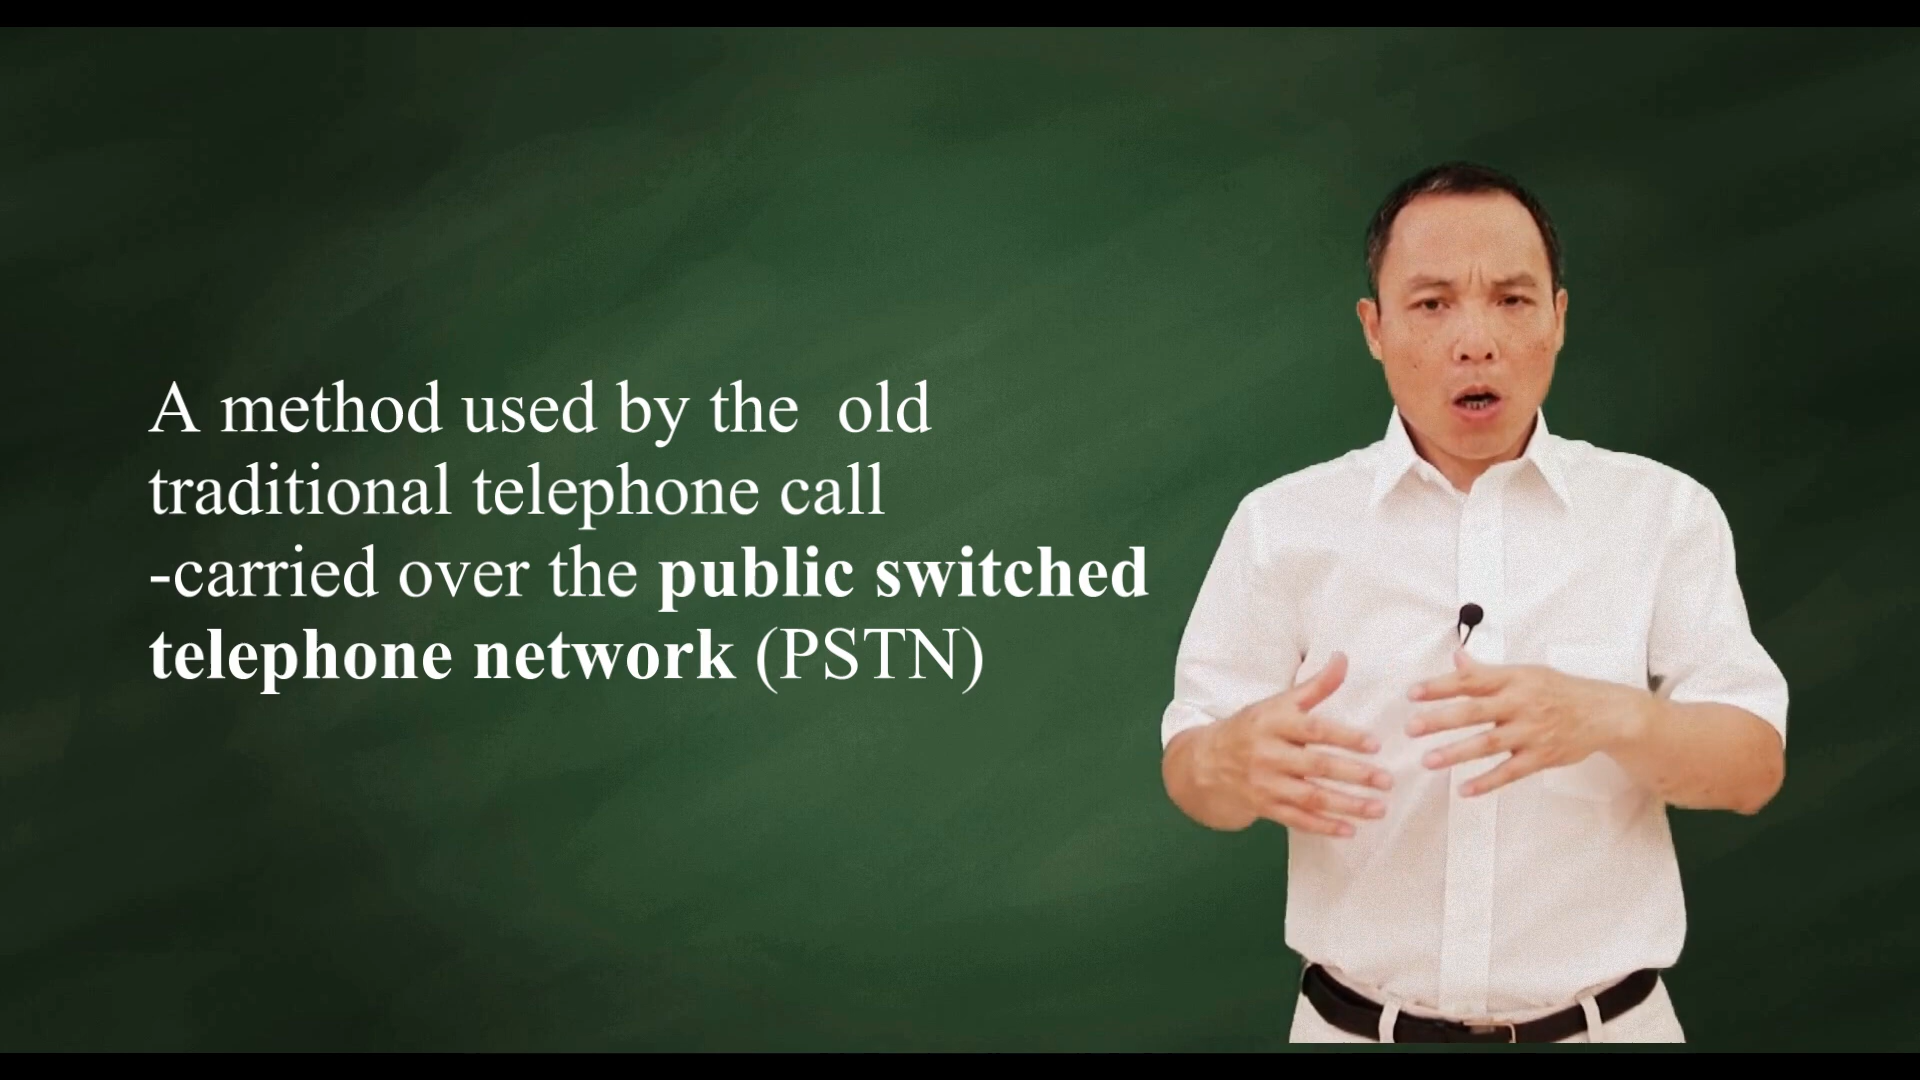 A method used by the  old
traditional telephone call
-carried over the public switched
telephone network (PSTN)